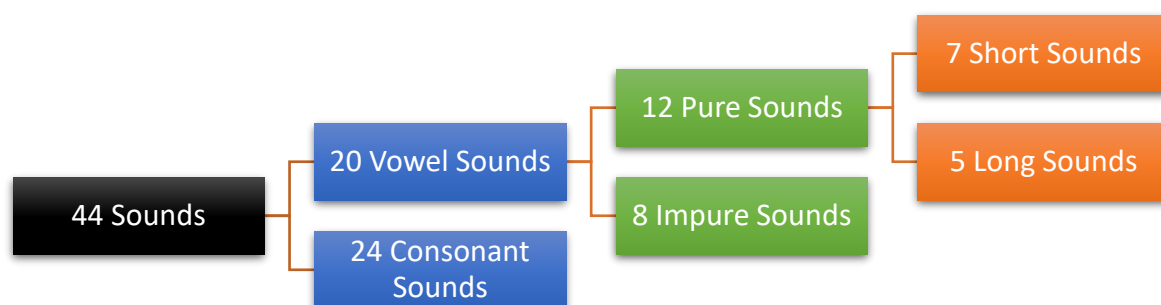 44 Sounds
20 Vowel Sounds
24 Consonant
Sounds
12 Pure Sounds
8 Impure Sounds
7 Short Sounds
5 Long Sounds